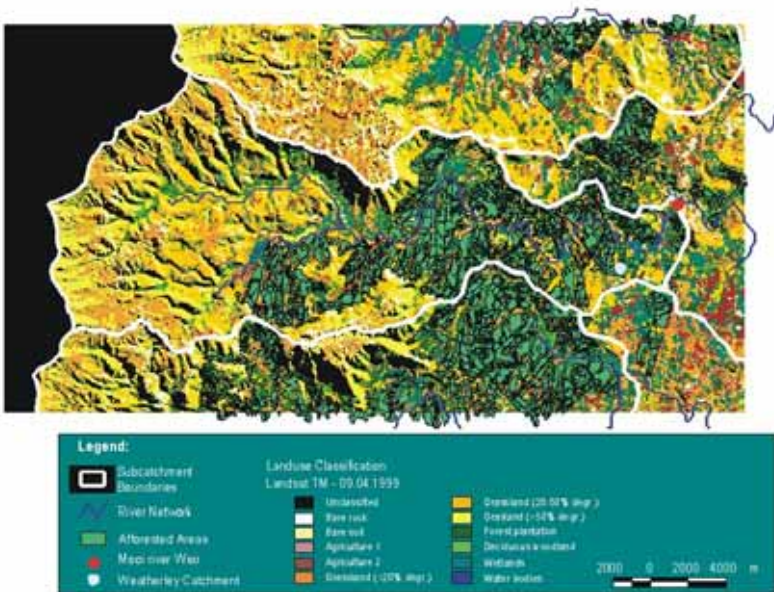 Legend:
Subcatchment
Boundaries
River Network
Afforested Areas
Mooi river Weir
Weatherley Catchment
Landuse Classification
Landsat TM - 09.04.1999
Unclassified
Bare rock
Bare soil
Agriculture 1
Agriculture 2
Grassland (<20% degr.)
Grassland (20-50% degr.)
Grassland (>50% degr.)
Forest plantation
Deciduous woodland
Wetlands
Water bodies
2000 0 2000 4000 m